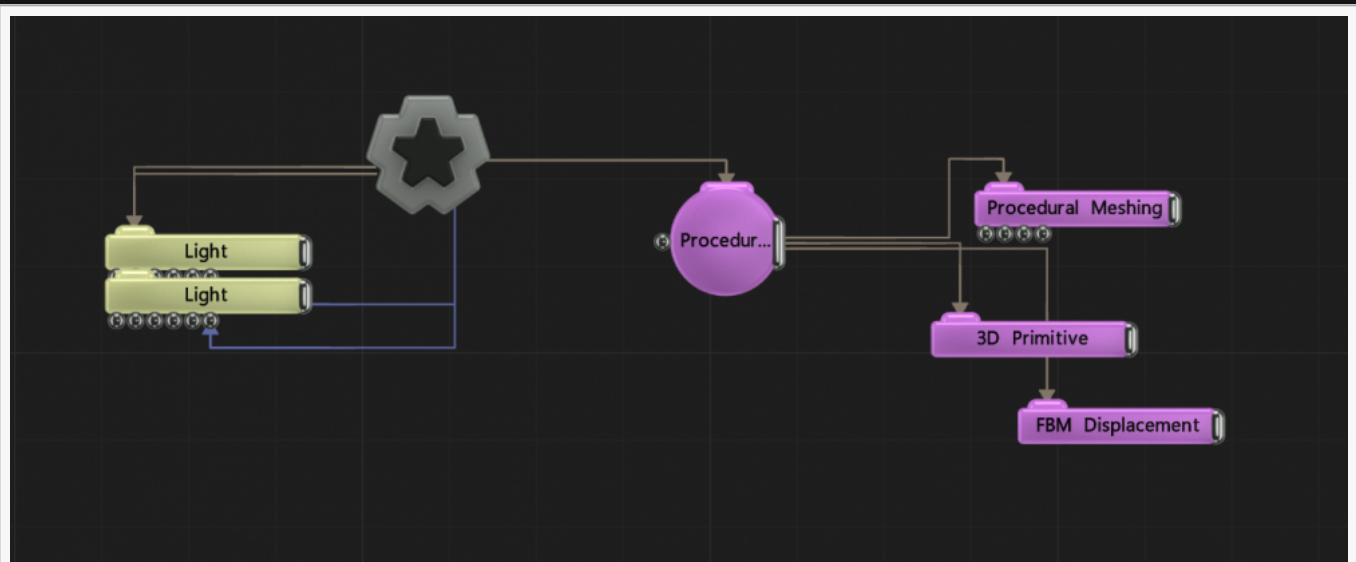 Procedural Meshing
Light
Procedur...
Light
3D Primitive
FBM Displacement